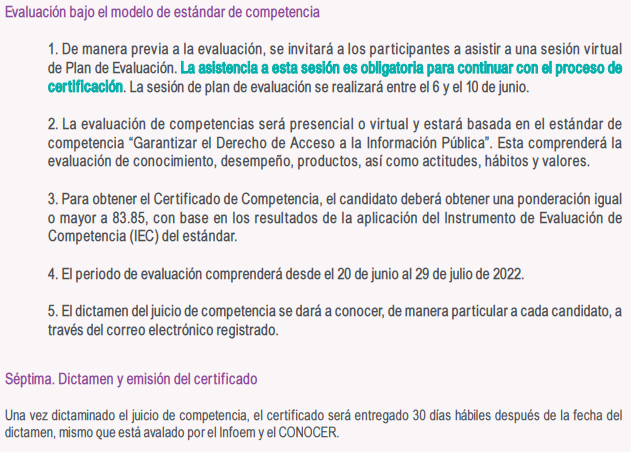 Evaluación bajo el modelo de estándar de competencia
1. De manera previa a la evaluación, se invitará a los participantes a asistir a una sesión virtual
de Plan de Evaluación. La asistencia a esta sesión es obligatoria para continuar con el proceso de
certificación. La sesión de plan de evaluación se realizará entre el 6 y el 10 de junio.
2. La evaluación de competencias será presencial o virtual y estará basada en el estándar de
competencia “Garantizar el Derecho de Acceso a la Información Pública”. Esta comprenderá la
evaluación de conocimiento, desempeño, productos, así como actitudes, hábitos y valores.
3. Para obtener el Certificado de Competencia, el candidato deberá obtener una ponderación igual
o mayor a 83.85, con base en los resultados de la aplicación del Instrumento de Evaluación de
Competencia (IEC) del estándar.
4. El periodo de evaluación comprenderá desde el 20 de junio al 29 de julio de 2022.
5. El dictamen del juicio de competencia se dará a conocer, de manera particular a cada candidato, a
través del correo electrónico registrado.
Séptima. Dictamen y emisión del certificado
Una vez dictaminado el juicio de competencia, el certificado será entregado 30 días hábiles después de la fecha del
dictamen, mismo que está avalado por el Infoem y el CONOCER.